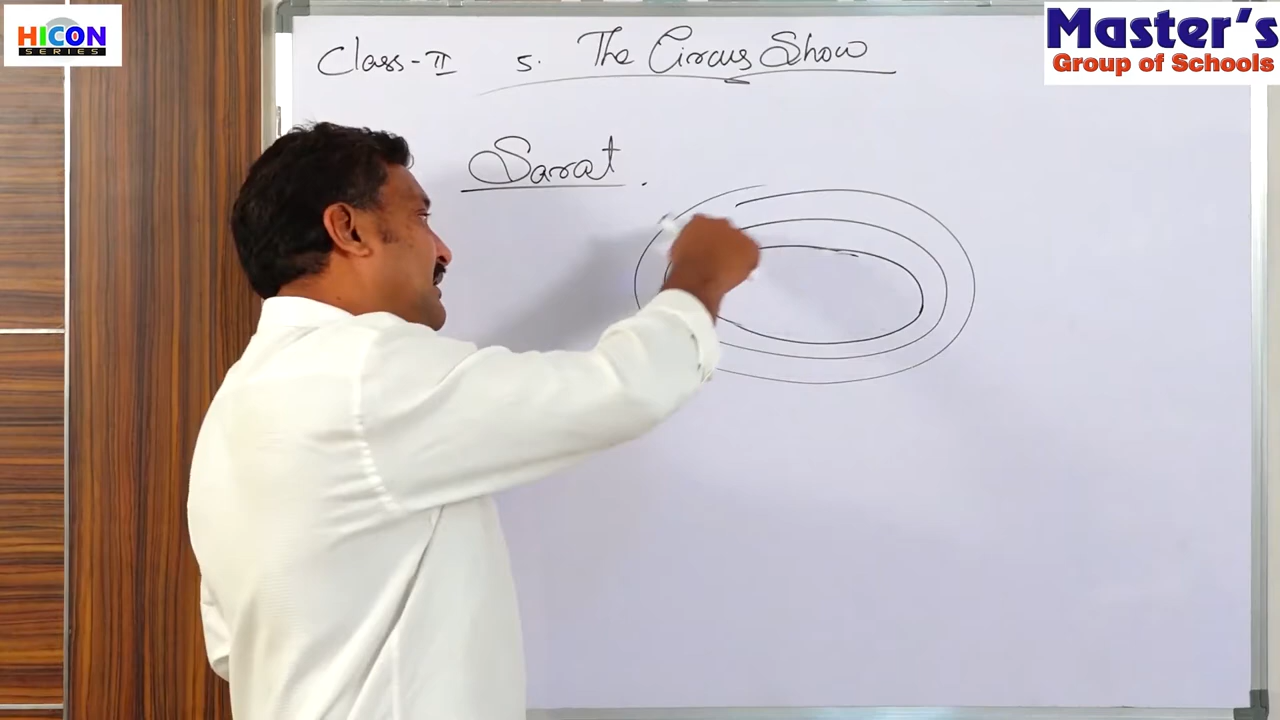 HICON
SERIES
Master's
Group of Schools
Class-II 5. The Circus Show
Sarat.